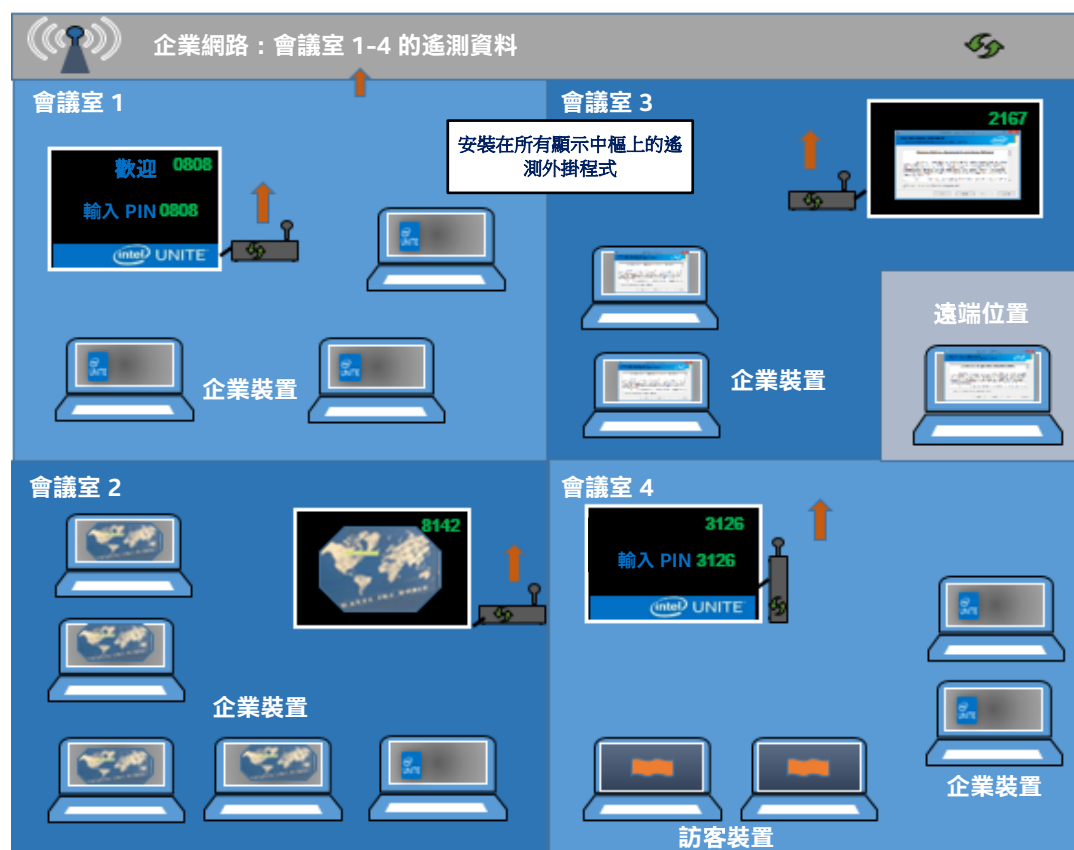 企業網路：會議室 1-4 的遙測資料
會議室 1
歡迎 0808
輸入 PIN 0808
intel UNITE
企業裝置
安裝在所有顯示中樞上的遙
測外掛程式
會議室 3
2167
企業裝置
遠端位置
會議室 2
8142
企業裝置
會議室 4
3126
輸入 PIN 3126
intel UNITE
企業裝置
訪客裝置